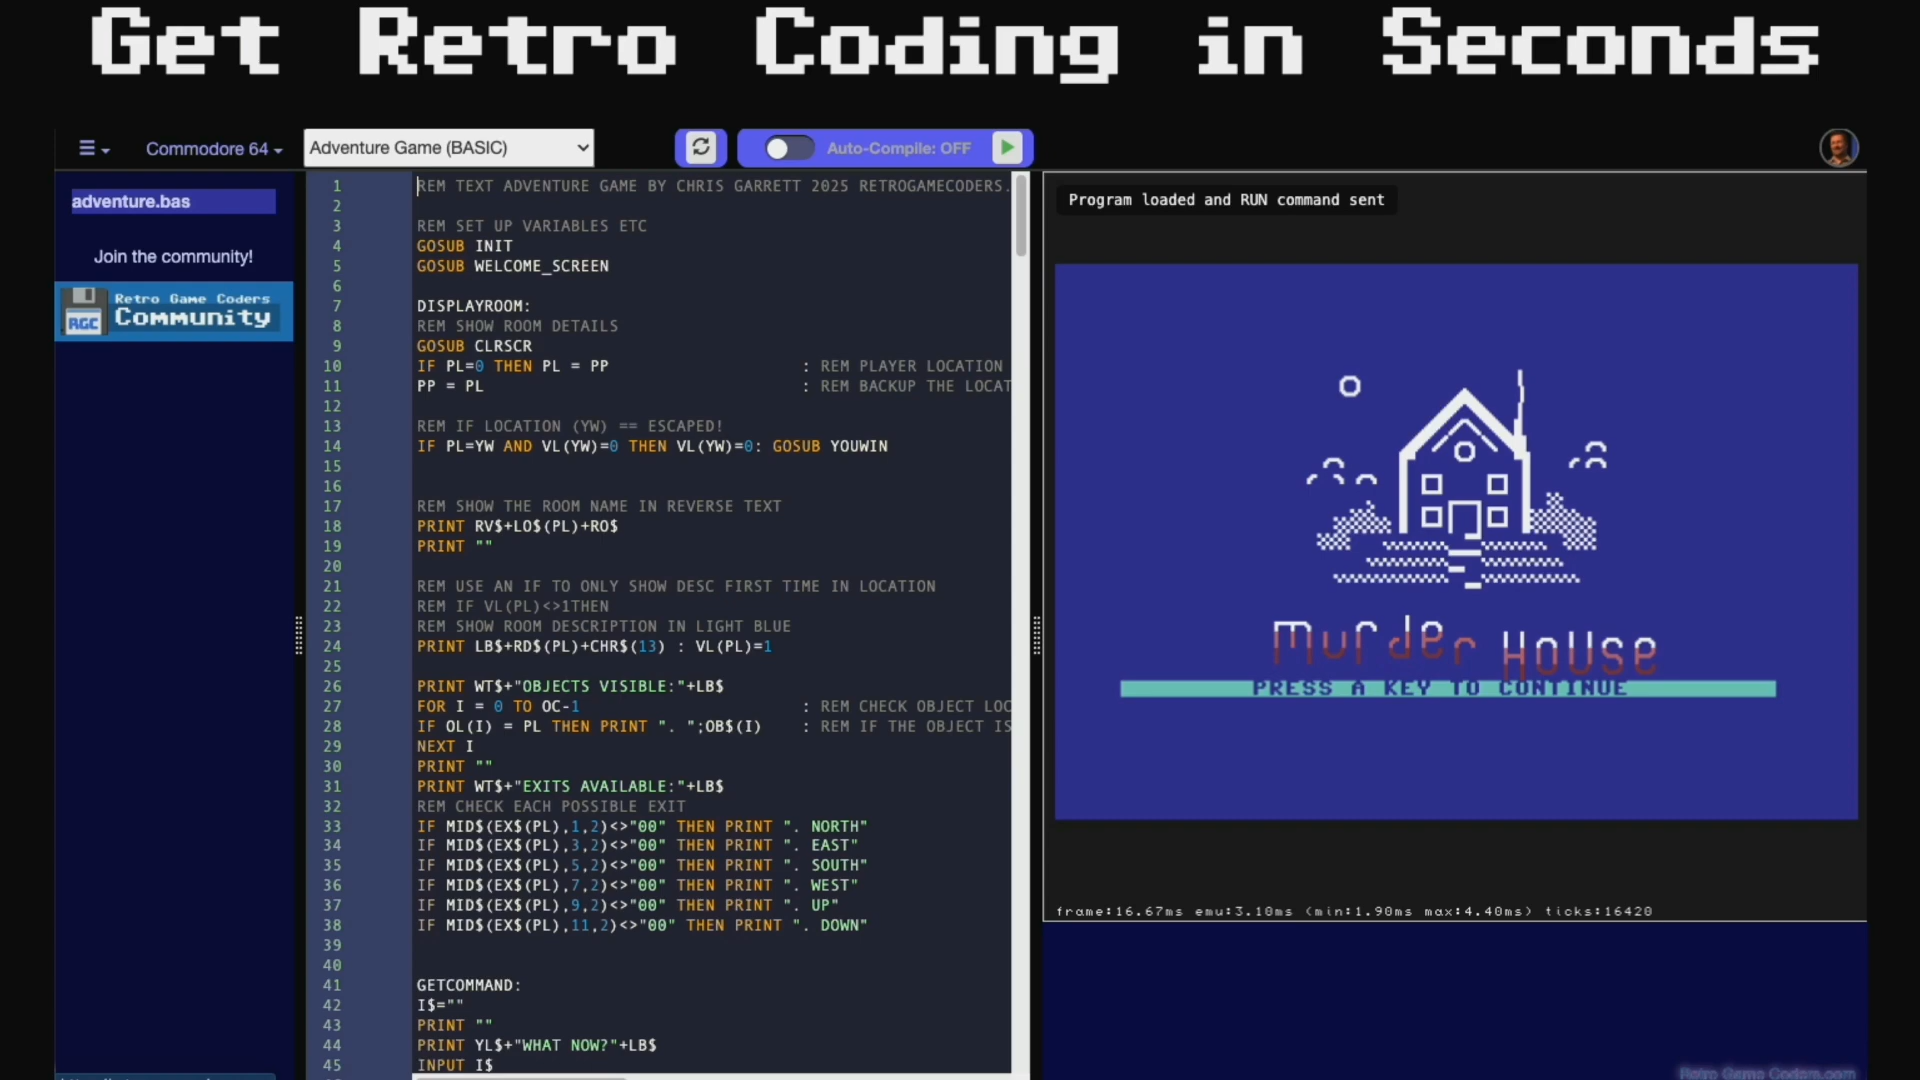 Get Retro Coding in Seconds
Commodore 64
Adventure Game (BASIC)
Auto-Compile: OFF
adventure.bas
Join the community!
Retro Game Coders
Community
RGC
1 REM TEXT ADVENTURE GAME BY CHRIS GARRETT 2025 RETROGAMECODERS.
2
3 REM SET UP VARIABLES ETC
4 GOSUB INIT
5 GOSUB WELCOME_SCREEN
6
7 DISPLAYROOM:
8 REM SHOW ROOM DETAILS
9 GOSUB CLRSCR
10 IF PL=0 THEN PL = PP : REM PLAYER LOCATION
11 PP = PL : REM BACKUP THE LOCAT
12
13 REM IF LOCATION (YW) == ESCAPED!
14 IF PL=YW AND VL(YW)=0 THEN VL(YW)=0: GOSUB YOUWIN
15
16
17 REM SHOW THE ROOM NAME IN REVERSE TEXT
18 PRINT RV$+LO$(PL)+RO$
19 PRINT ""
20
21 REM USE AN IF TO ONLY SHOW DESC FIRST TIME IN LOCATION
22 REM IF VL(PL)<>1THEN
23 REM SHOW ROOM DESCRIPTION IN LIGHT BLUE
24 PRINT LB$+RD$(PL)+CHR$(13) : VL(PL)=1
25
26 PRINT WT$+"OBJECTS VISIBLE:"+LB$
27 FOR I = 0 TO OC-1 : REM CHECK OBJECT LOC
28 IF OL(I) = PL THEN PRINT ". ";OB$(I) : REM IF THE OBJECT IS
29 NEXT I
30 PRINT ""
31 PRINT WT$+"EXITS AVAILABLE:"+LB$
32 REM CHECK EACH POSSIBLE EXIT
33 IF MID$(EX$(PL),1,2)<>"00" THEN PRINT ". NORTH"
34 IF MID$(EX$(PL),3,2)<>"00" THEN PRINT ". EAST"
35 IF MID$(EX$(PL),5,2)<>"00" THEN PRINT ". SOUTH"
36 IF MID$(EX$(PL),7,2)<>"00" THEN PRINT ". WEST"
37 IF MID$(EX$(PL),9,2)<>"00" THEN PRINT ". UP"
38 IF MID$(EX$(PL),11,2)<>"00" THEN PRINT ". DOWN"
39
40
41 GETCOMMAND:
42 I$=""
43 PRINT ""
44 PRINT YL$+"WHAT NOW?"+LB$
45 INPUT I$
Program loaded and RUN command sent
Murder House
PRESS A KEY TO CONTINUE
frame:16.67ms emu:3.10ms (min:1.90ms max:4.40ms) ticks:16420
Retro Game Coders.com